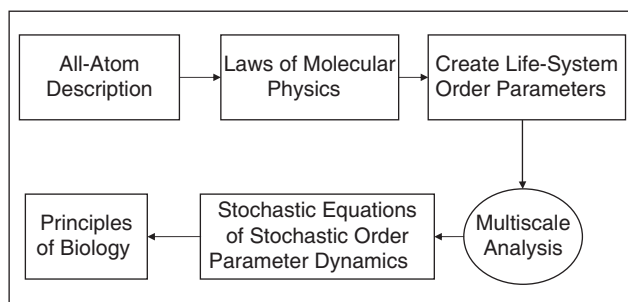 All-Atom
Description
Laws of Molecular
Physics
Create Life-System
Order Parameters
Multiscale
Analysis
Stochastic Equations
of Stochastic Order
Parameter Dynamics
Principles
of Biology